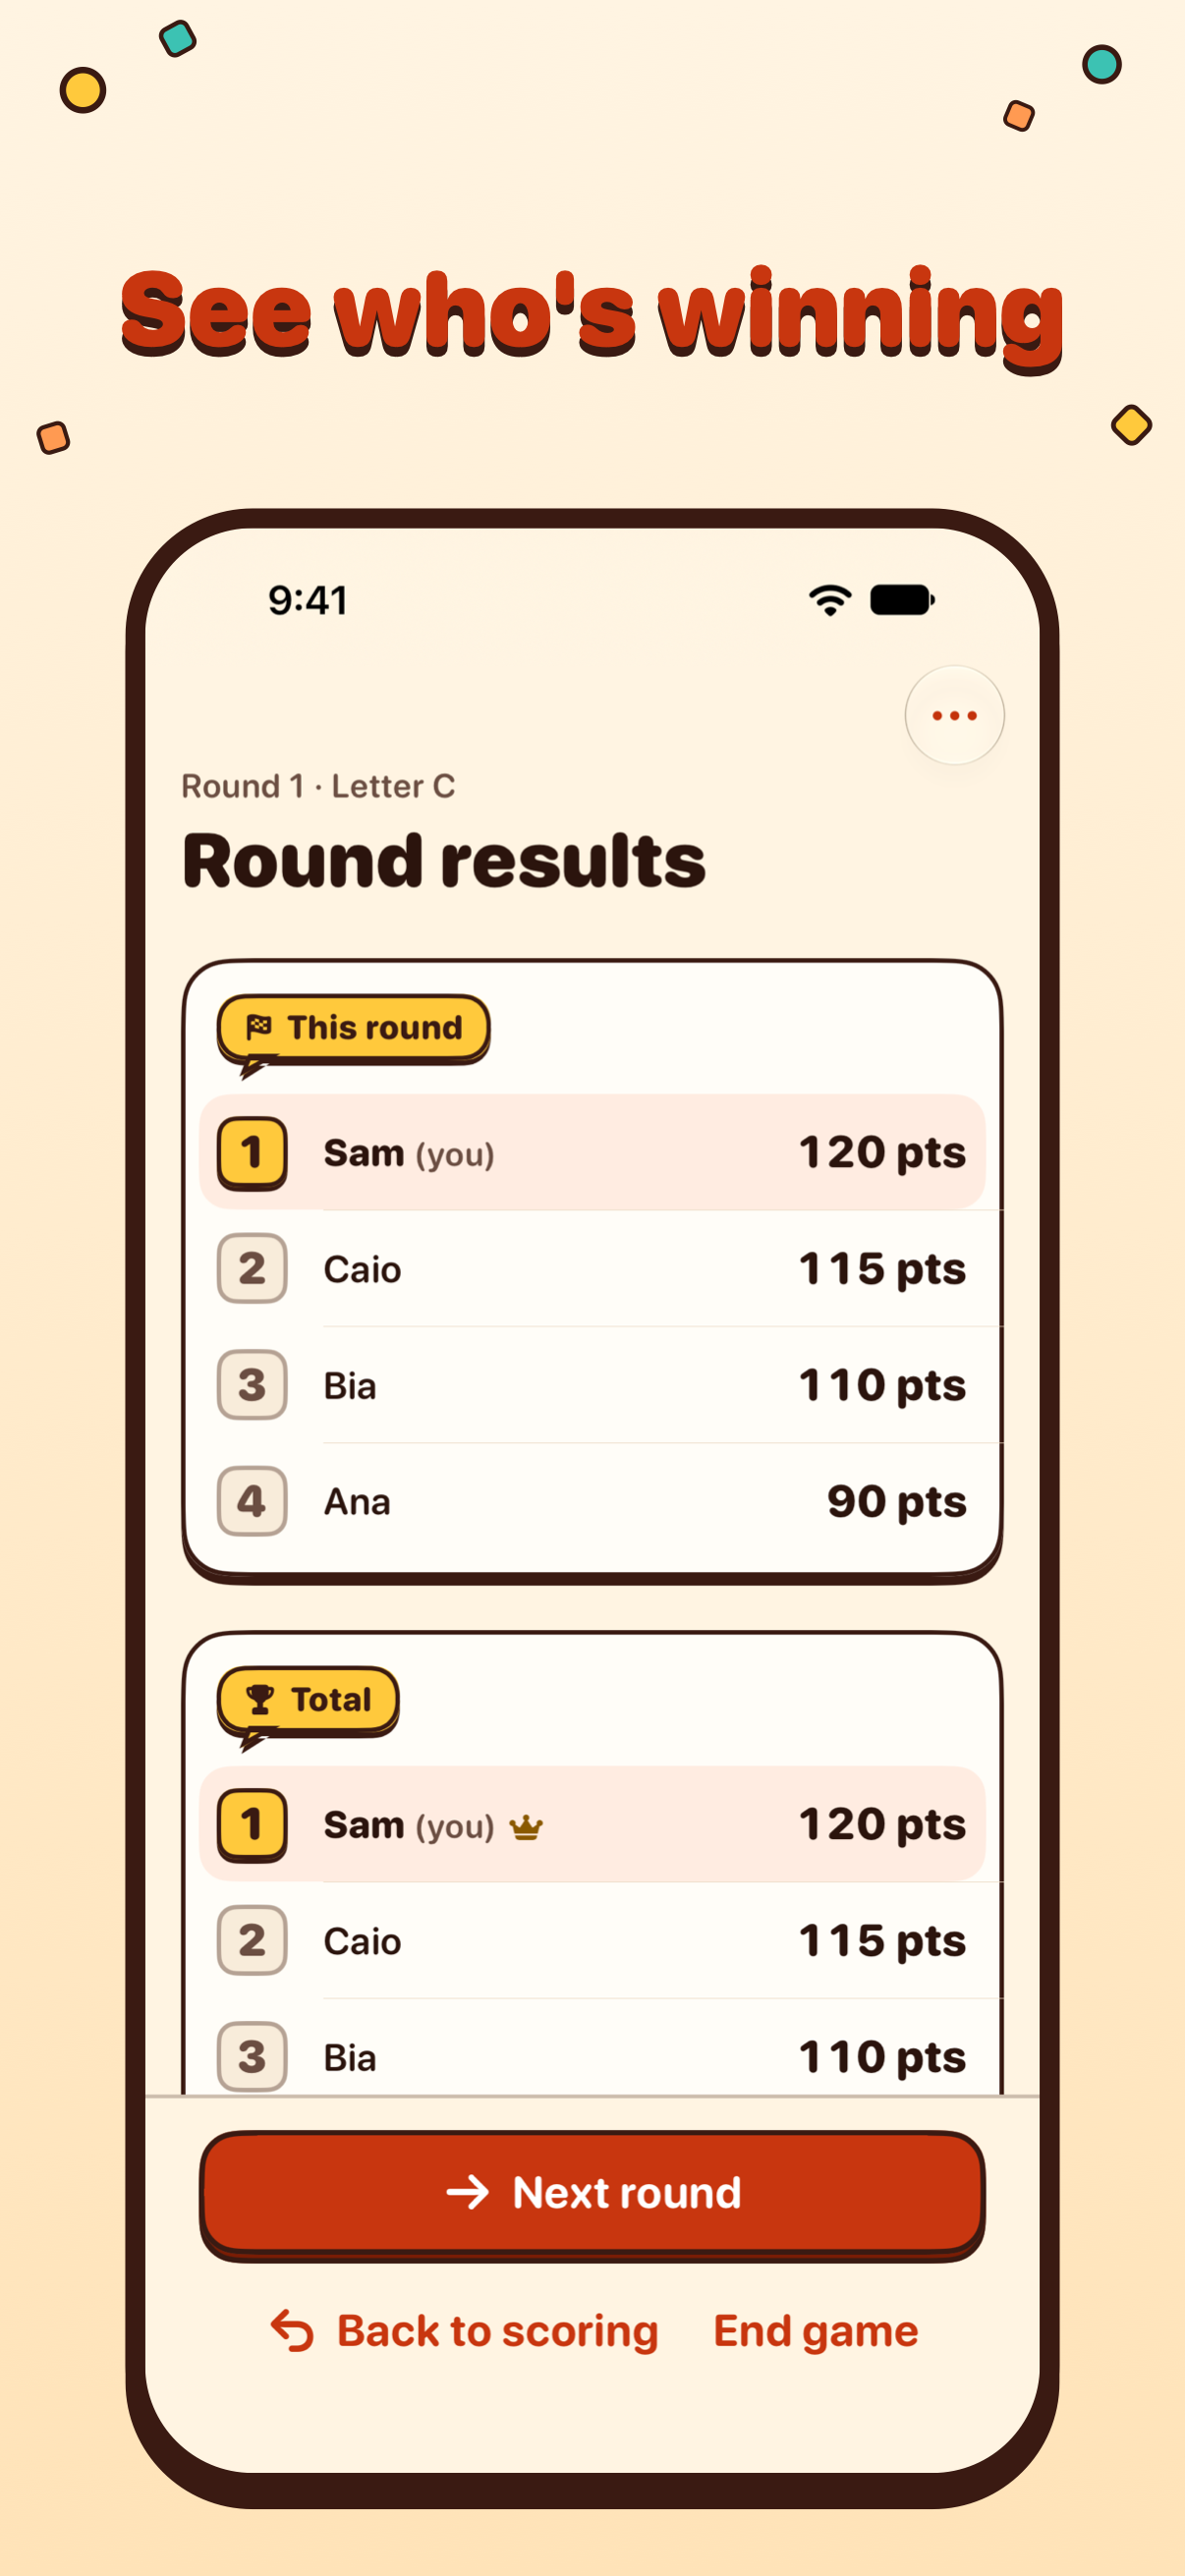 See who's winning
9:41
Round 1 · Letter C
Round results
This round
1 Sam (you) 120 pts
2 Caio 115 pts
3 Bia 110 pts
4 Ana 90 pts
Total
1 Sam (you) 120 pts
2 Caio 115 pts
3 Bia 110 pts
→ Next round
Back to scoring End game